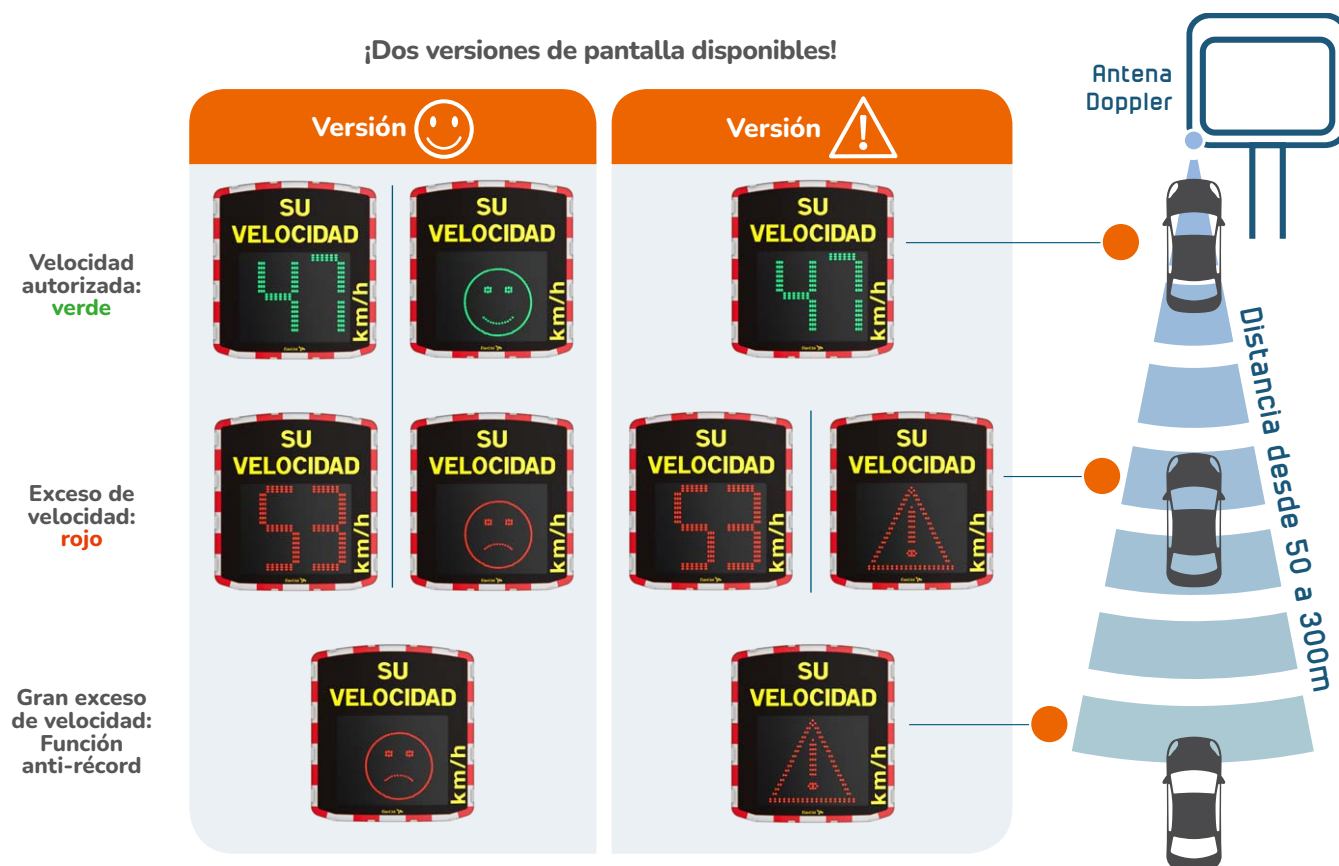 ¡Dos versiones de pantalla disponibles!
Antena
Doppler
Versión
Versión
Velocidad
autorizada:
verde
SU
VELOCIDAD
47
km/h
SU
VELOCIDAD
km/h
SU
VELOCIDAD
47
km/h
Distancia desde 50 a 300m
Exceso de
velocidad:
rojo
SU
VELOCIDAD
53
km/h
SU
VELOCIDAD
km/h
SU
VELOCIDAD
53
km/h
SU
VELOCIDAD
km/h
Gran exceso
de velocidad:
Función
anti-récord
SU
VELOCIDAD
km/h
SU
VELOCIDAD
km/h